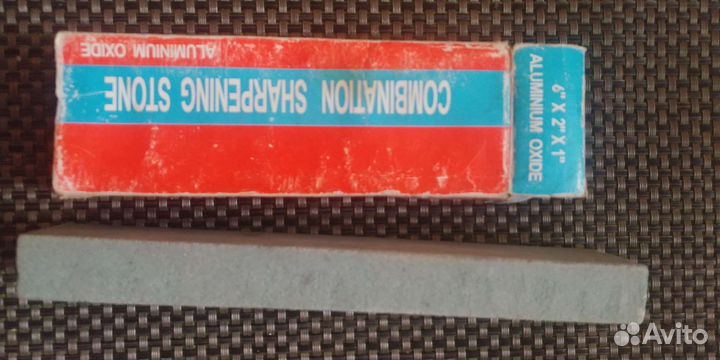 ALUMINIUM OXIDE
COMBINATION SHARPENING STONE
6" X 2" X 1"
ALUMINIUM OXIDE
Avito